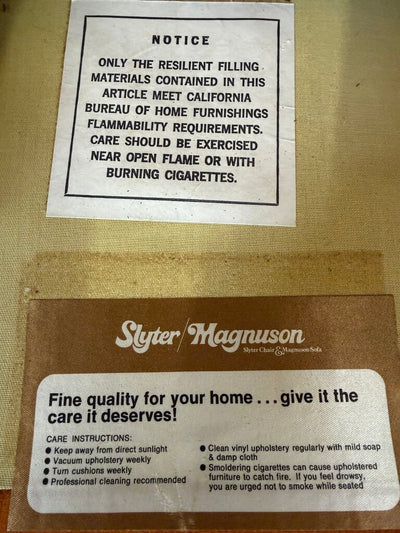 NOTICE
ONLY THE RESILIENT FILLING
MATERIALS CONTAINED IN THIS
ARTICLE MEET CALIFORNIA
BUREAU OF HOME FURNISHINGS
FLAMMABILITY REQUIREMENTS.
CARE SHOULD BE EXERCISED
NEAR OPEN FLAME OR WITH
BURNING CIGARETTES.
Slyter/Magnuson
Slyter Chair & Magnuson Sofa
Fine quality for your home . . . give it the
care it deserves!
CARE INSTRUCTIONS:
● Keep away from direct sunlight
● Vacuum upholstery weekly
● Turn cushions weekly
● Professional cleaning recommended
● Clean vinyl upholstery regularly with mild soap
& damp cloth
● Smoldering cigarettes can cause upholstered
furniture to catch fire. If you feel drowsy,
you are urged not to smoke while seated